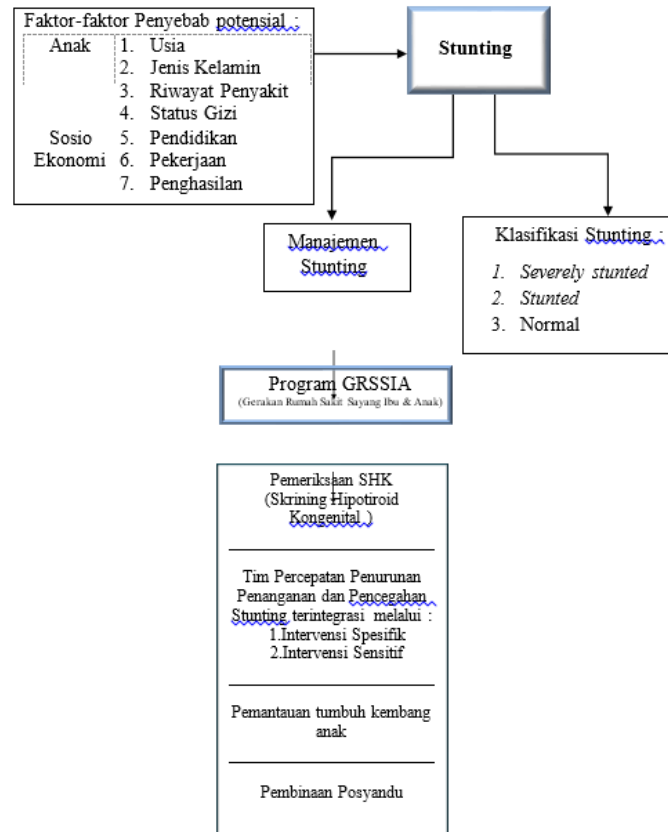 Faktor-faktor Penyebab potensial :
Anak 1. Usia
2. Jenis Kelamin
3. Riwayat Penyakit
4. Status Gizi
Sosio 5. Pendidikan
Ekonomi 6. Pekerjaan
7. Penghasilan
Stunting
Manajemen
Stunting
Klasifikasi Stunting :
1. Severely stunted
2. Stunted
3. Normal
Program GRSSIA
(Gerakan Rumah Sakit Sayang Ibu & Anak)
Pemeriksaan SHK
(Skrining Hipotiroid
Kongenital )
Tim Percepatan Penurunan
Penanganan dan Pencegahan
Stunting terintegrasi melalui :
1.Intervensi Spesifik
2.Intervensi Sensitif
Pemantauan tumbuh kembang
anak
Pembinaan Posyandu